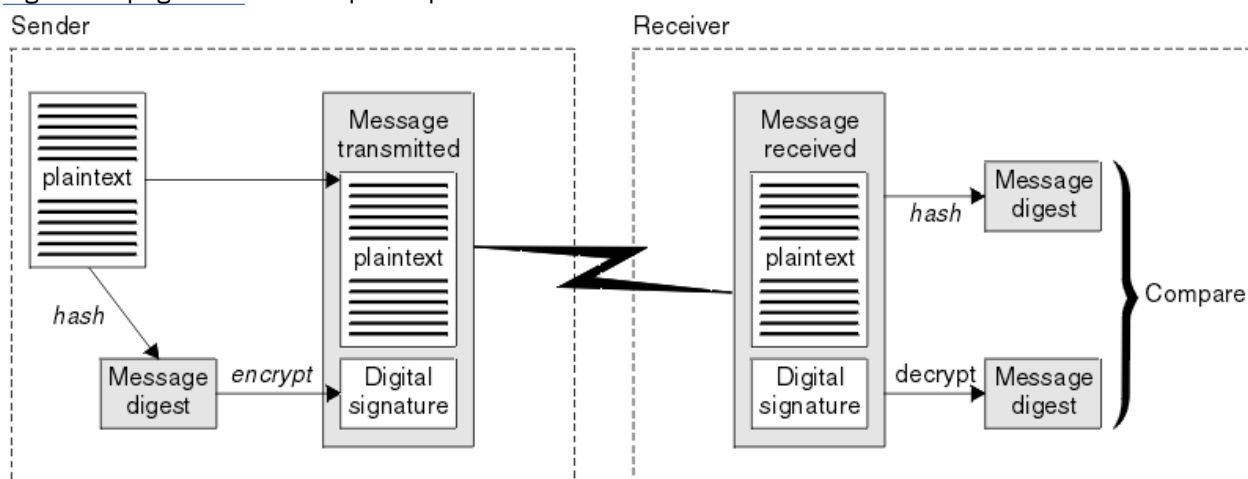 Sender
Receiver
plaintext
hash
Message
digest
encrypt
Message
transmitted
plaintext
Digital
signature
Message
received
plaintext
Digital
signature
hash
Message
digest
decrypt
Message
digest
Compare